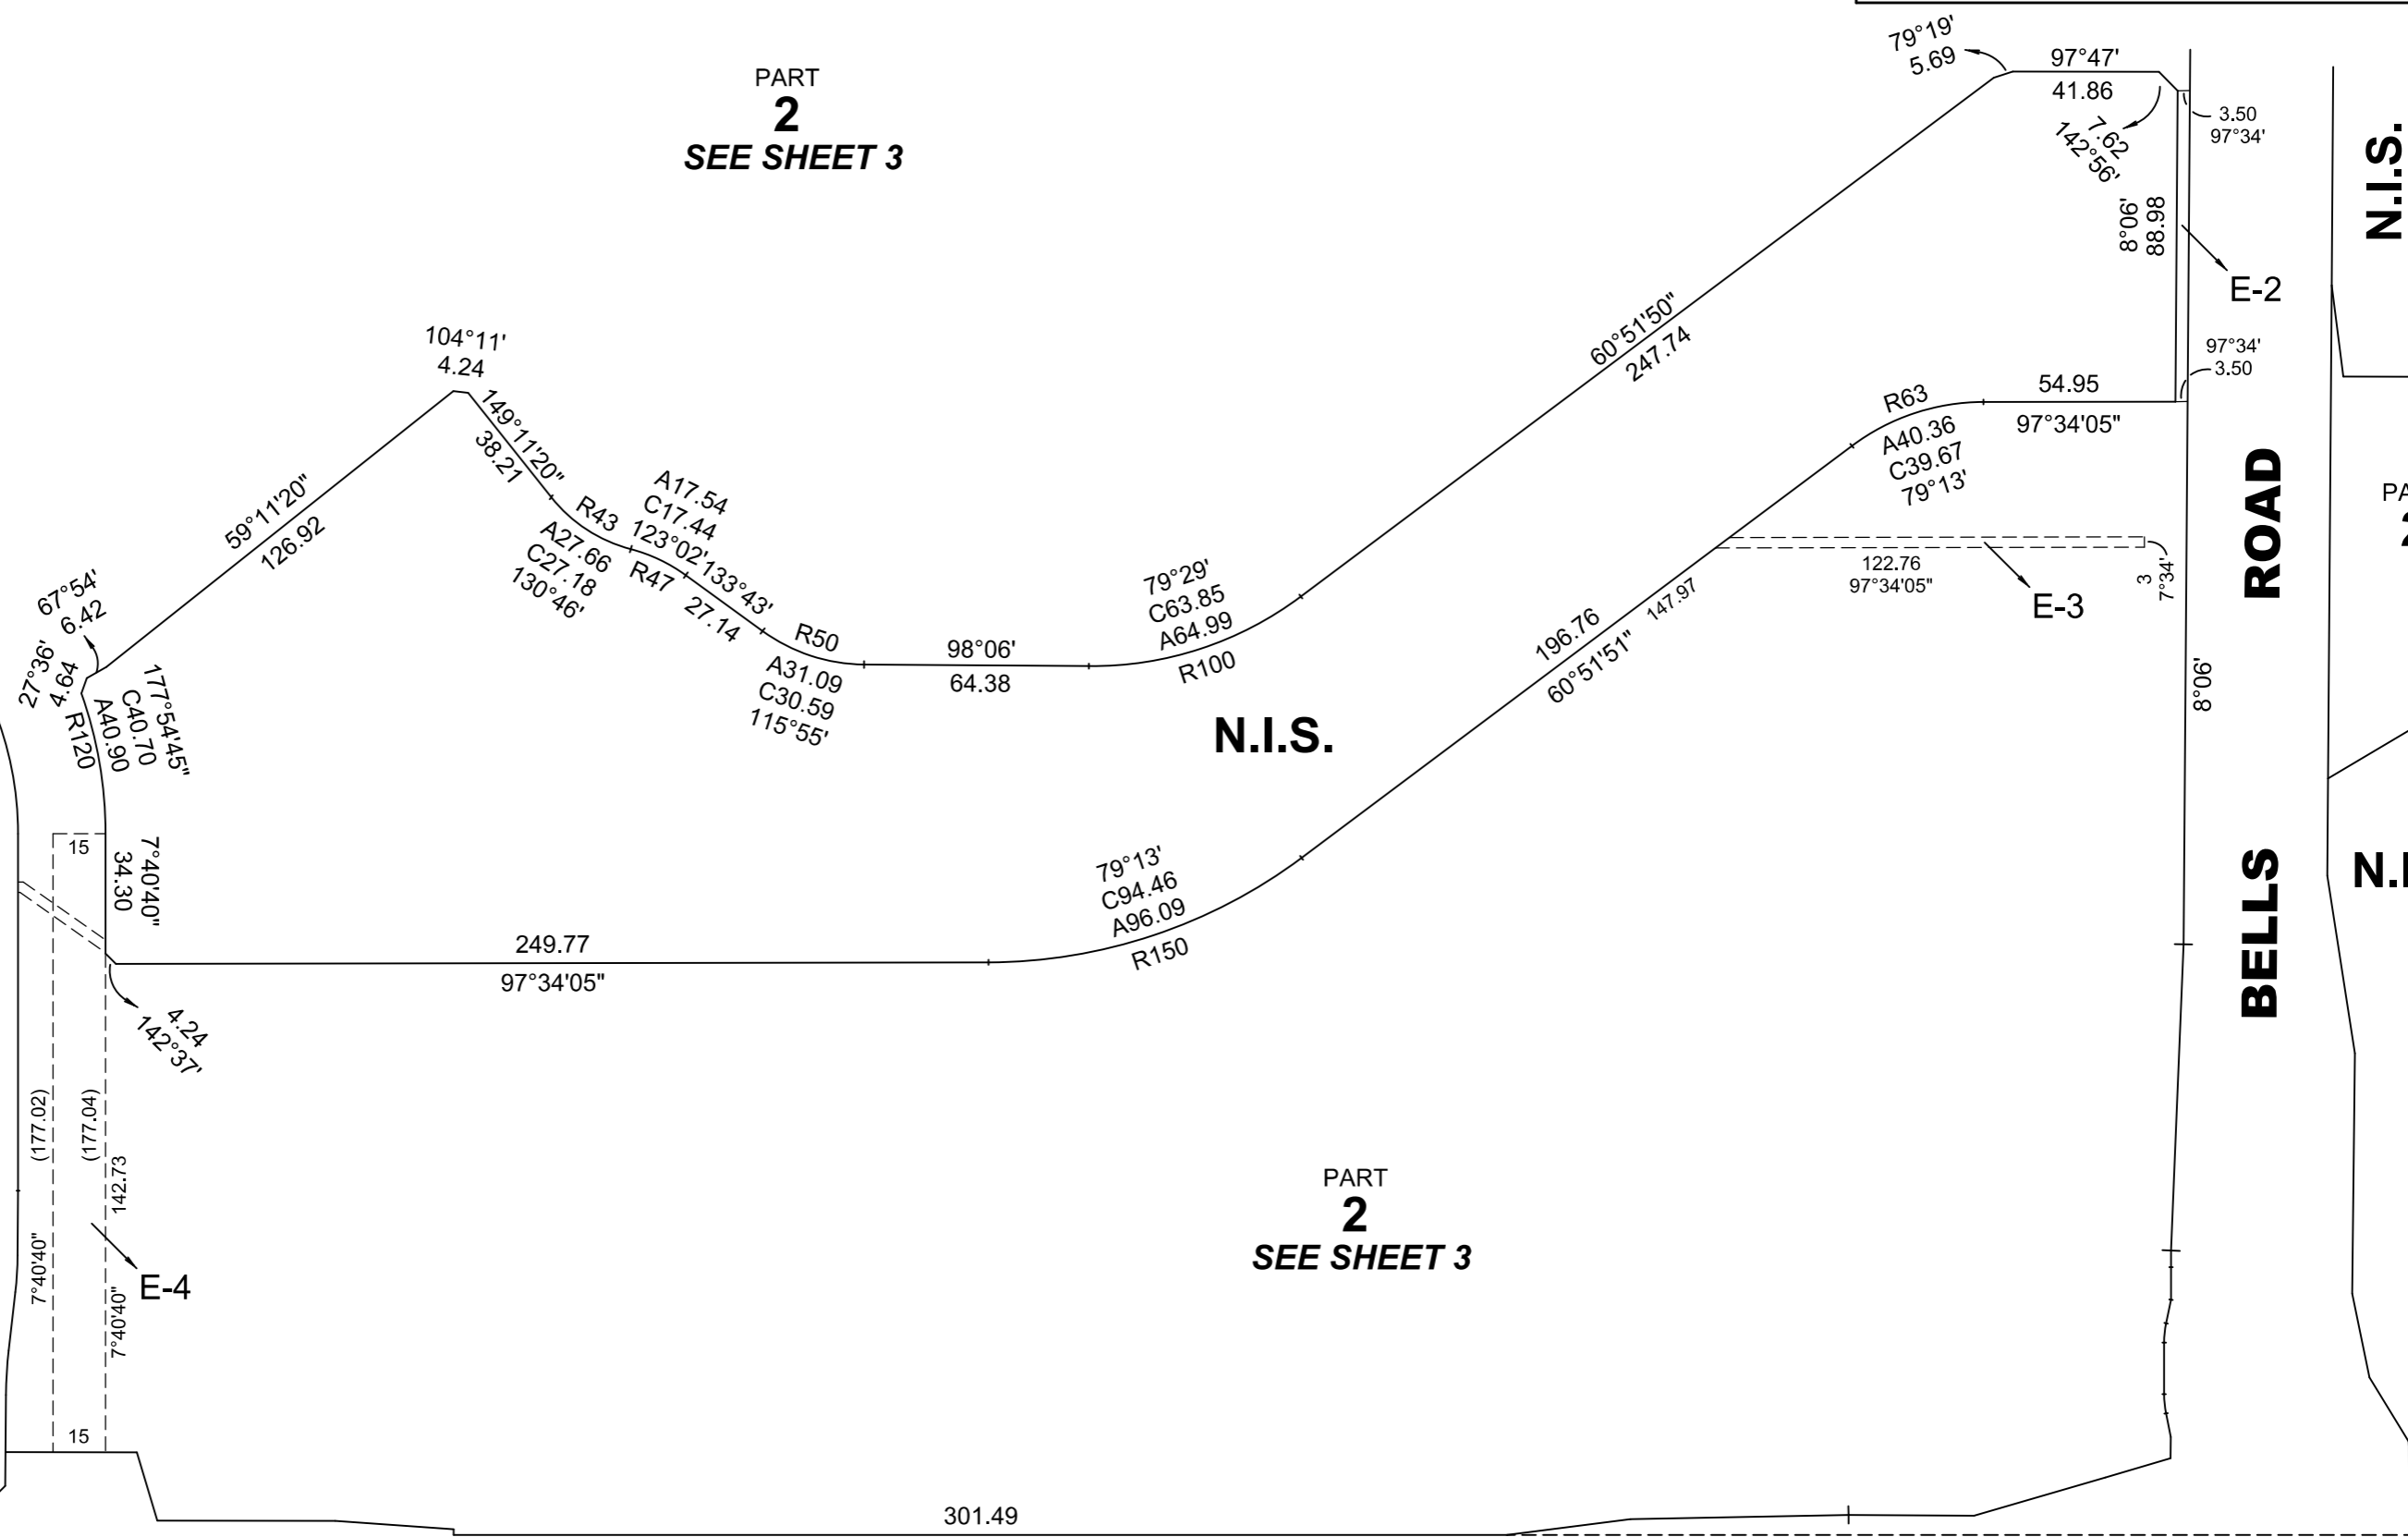 PART
2
SEE SHEET 3
79°19'
5.69
97°47'
41.86
7.62
142°56'
3.50
97°34'
N.I.S.
8°06'
88.98
E-2
97°34'
3.50
104°11'
4.24
149°11'20"
38.21
60°51'50"
247.74
R63
A40.36
C39.67
79°13'
54.95
97°34'05"
59°11'20"
126.92
R43
A27.66
C27.18
130°46'
A17.54
C17.44
123°02'
R47
133°43'
27.14
R50
A31.09
C30.59
115°55'
98°06'
64.38
79°29'
C63.85
A64.99
R100
122.76
97°34'05"
3
7°34'
E-3
147.97
196.76
60°51'51"
67°54'
6.42
27°36'
4.64
177°54'45"
C40.70
A40.90
R120
N.I.S.
8°06'
ROAD
BELLS
PA
2
N.I
15
7°40'40"
34.30
249.77
97°34'05"
79°13'
C94.46
A96.09
R150
4.24
142°37'
(177.02)
(177.04)
142.73
7°40'40"
7°40'40"
E-4
15
PART
2
SEE SHEET 3
301.49